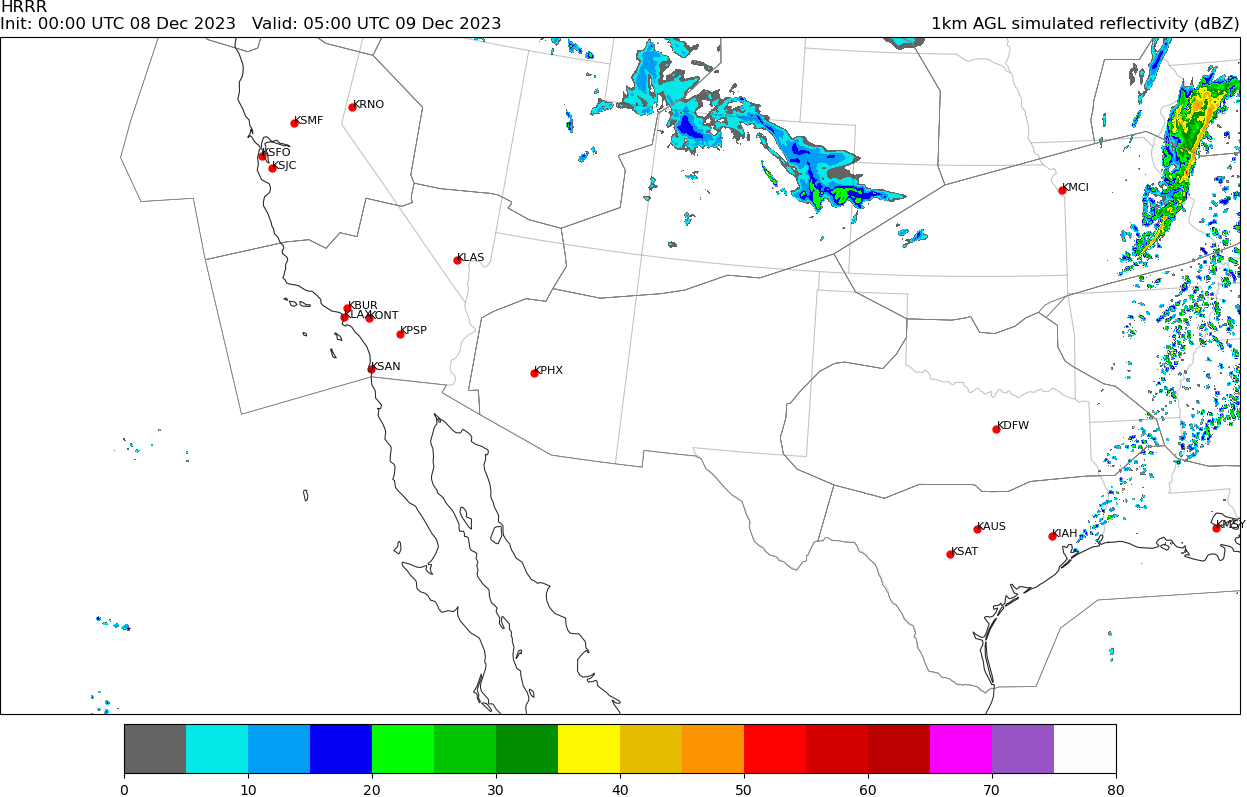 HRRR
Init: 00:00 UTC 08 Dec 2023   Valid: 05:00 UTC 09 Dec 2023
1km AGL simulated reflectivity (dBZ)
KRNO
KSMF
KSFO
KSJC
KMCI
KLAS
KBUR
KLAX
KONT
KPSP
KSAN
KPHX
KDFW
KAUS
KIAH
KSAT
KMSY
0 10 20 30 40 50 60 70 80